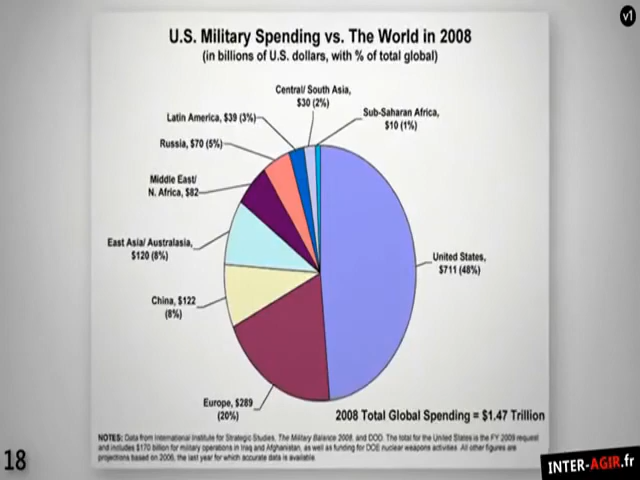 v1
U.S. Military Spending vs. The World in 2008
(in billions of U.S. dollars, with % of total global)
Central/ South Asia,
$30 (2%)
Sub-Saharan Africa,
$10 (1%)
Latin America, $39 (3%)
Russia, $70 (5%)
Middle East/
N. Africa, $82
East Asia/ Australasia,
$120 (8%)
United States,
$711 (48%)
China, $122
(8%)
Europe, $289
(20%)
2008 Total Global Spending = $1.47 Trillion
NOTES: Data from International Institute for Strategic Studies, The Military Balance 2008, and DOD. The total for the United States is the FY 2009 request
and includes $170 billion for military operations in Iraq and Afghanistan, as well as funding for DOE nuclear weapons activities. All other figures are
projections based on 2006, the last year for which accurate data is available.
18
INTER-AGIR.fr